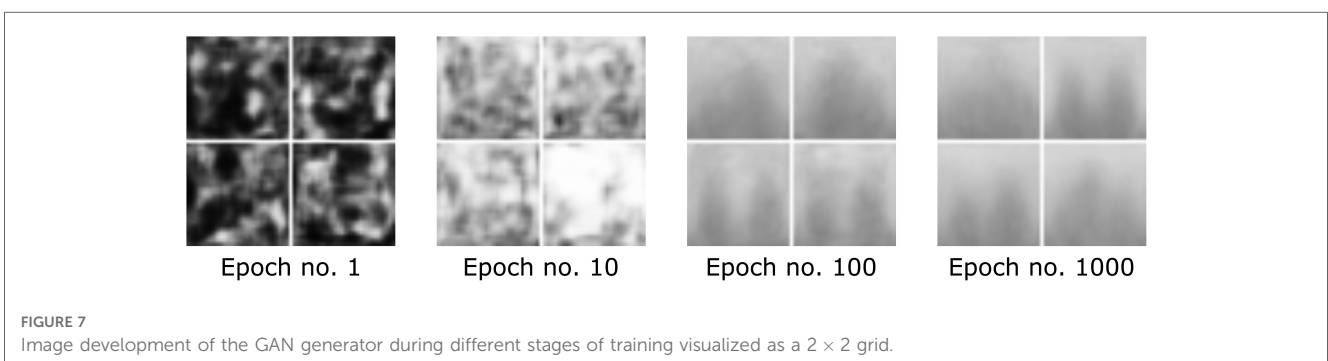 Epoch no. 1
Epoch no. 10
Epoch no. 100
Epoch no. 1000
FIGURE 7
Image development of the GAN generator during different stages of training visualized as a 2 × 2 grid.